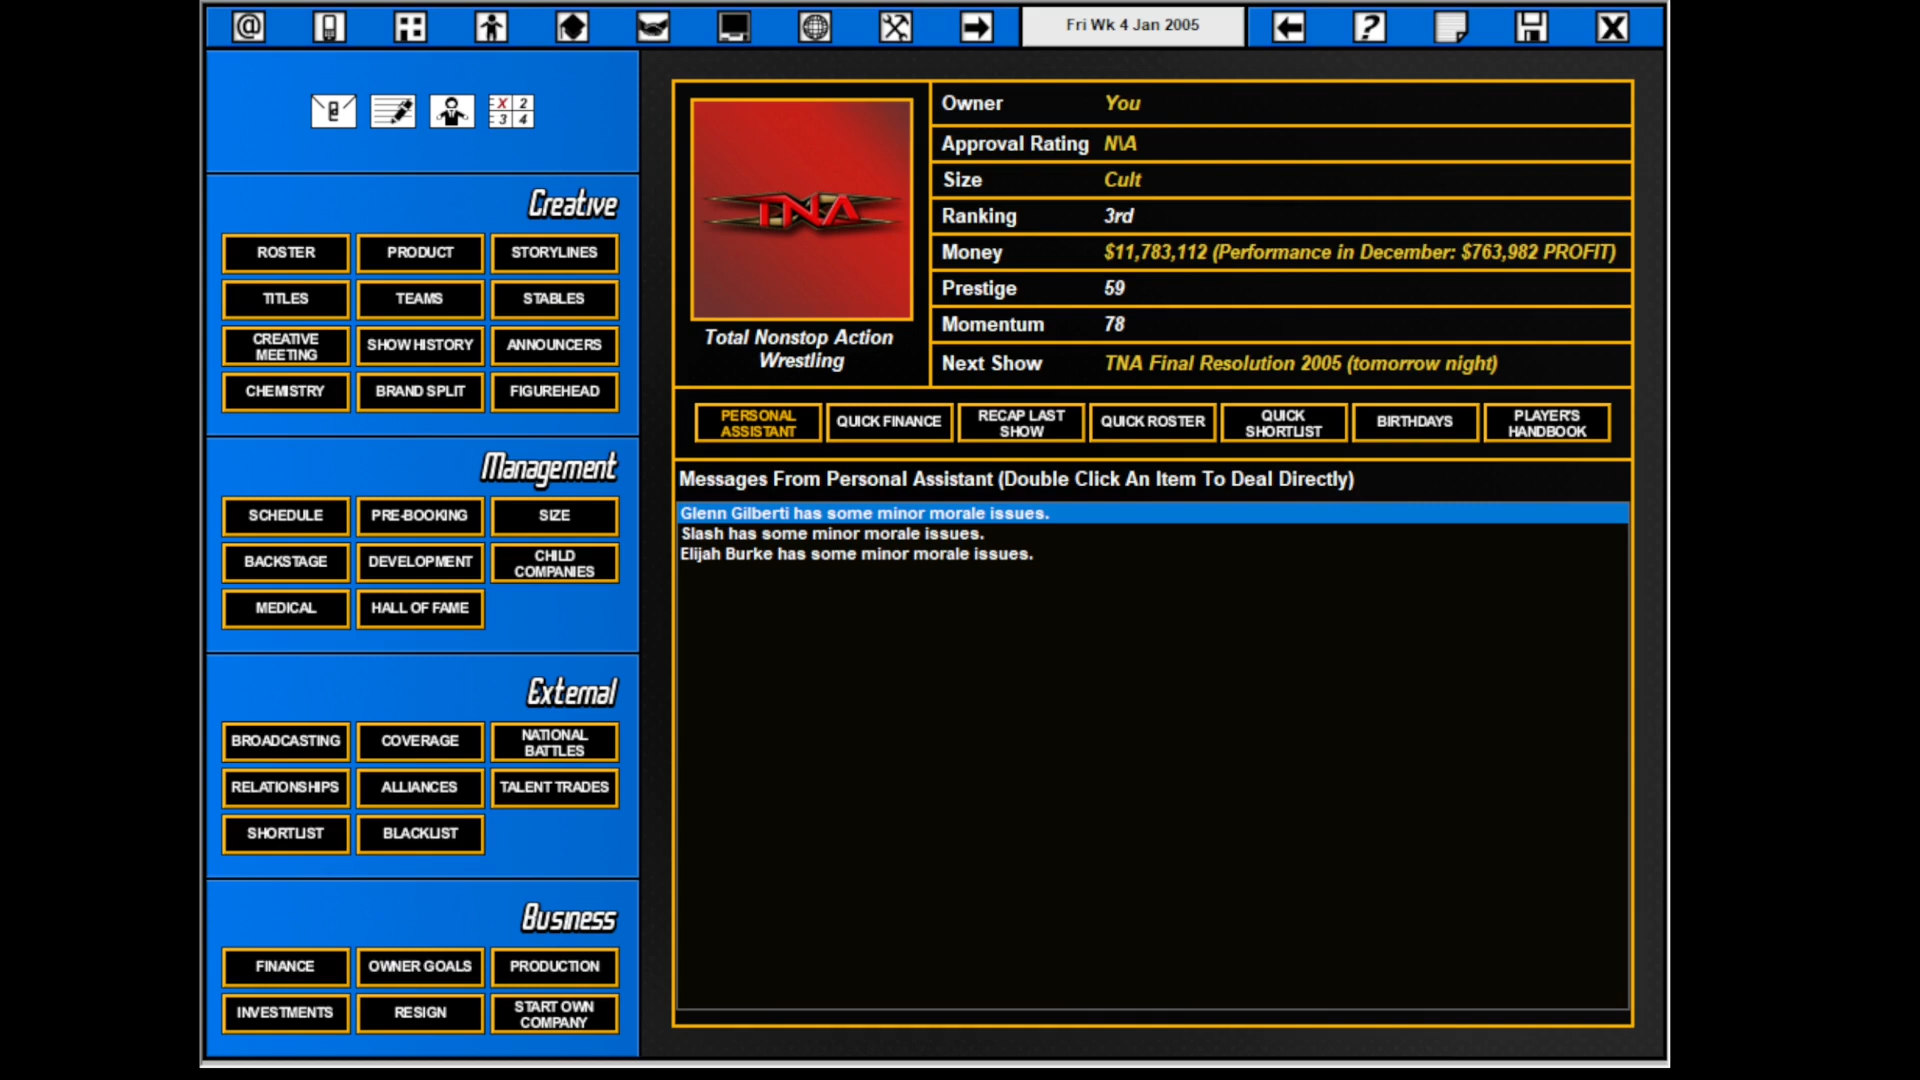 Fri Wk 4 Jan 2005
Creative
ROSTER
PRODUCT
STORYLINES
TITLES
TEAMS
STABLES
CREATIVE
MEETING
SHOW HISTORY
ANNOUNCERS
CHEMISTRY
BRAND SPLIT
FIGUREHEAD
Management
SCHEDULE
PRE-BOOKING
SIZE
BACKSTAGE
DEVELOPMENT
CHILD
COMPANIES
MEDICAL
HALL OF FAME
External
BROADCASTING
COVERAGE
NATIONAL
BATTLES
RELATIONSHIPS
ALLIANCES
TALENT TRADES
SHORTLIST
BLACKLIST
Business
FINANCE
OWNER GOALS
PRODUCTION
INVESTMENTS
RESIGN
START OWN
COMPANY
TNA
Total Nonstop Action
Wrestling
Owner You
Approval Rating N\A
Size Cult
Ranking 3rd
Money $11,783,112 (Performance in December: $763,982 PROFIT)
Prestige 59
Momentum 78
Next Show TNA Final Resolution 2005 (tomorrow night)
PERSONAL
ASSISTANT
QUICK FINANCE
RECAP LAST
SHOW
QUICK ROSTER
QUICK
SHORTLIST
BIRTHDAYS
PLAYER'S
HANDBOOK
Messages From Personal Assistant (Double Click An Item To Deal Directly)
Glenn Gilberti has some minor morale issues.
Slash has some minor morale issues.
Elijah Burke has some minor morale issues.